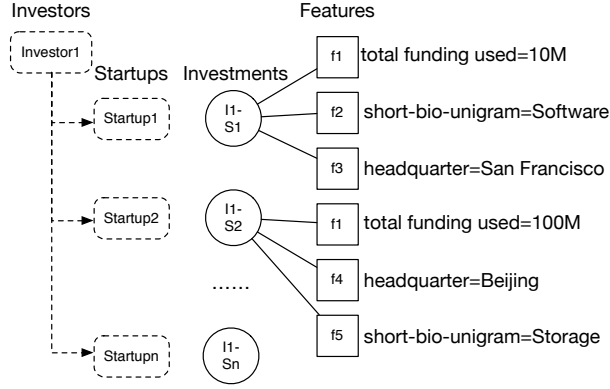 Investors
Features
Investor1
f1 total funding used=10M
Startups Investments
Startup1
I1-
S1
f2 short-bio-unigram=Software
f3 headquarter=San Francisco
Startup2
I1-
S2
f1 total funding used=100M
f4 headquarter=Beijing
......
f5 short-bio-unigram=Storage
Startupn
I1-
Sn